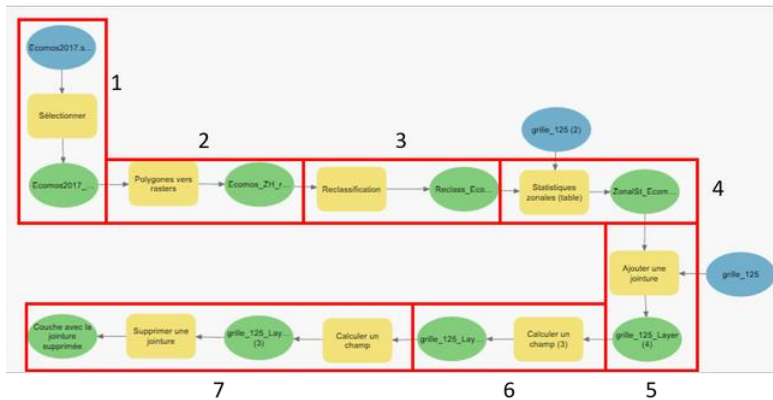 Ecomos2017.s...
1
Sélectionner
Ecomos2017_...
2
Polygones vers
rasters
Ecomos_ZH_r...
3
Reclassification
Reclass_Eco...
grille_125 (2)
Statistiques
zonales (table)
ZonalSt_Ecom...
4
Ajouter une
jointure
grille_125
grille_125_Layer
(4)
5
Calculer un
champ (3)
grille_125_Lay...
6
Calculer un
champ
grille_125_Lay...
(3)
Supprimer une
jointure
Couche avec la
jointure
supprimée
7